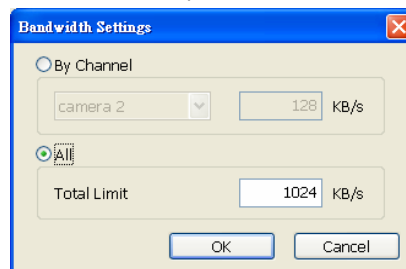 Bandwidth Settings
By Channel
camera 2 128 KB/s
All
Total Limit 1024 KB/s
OK Cancel